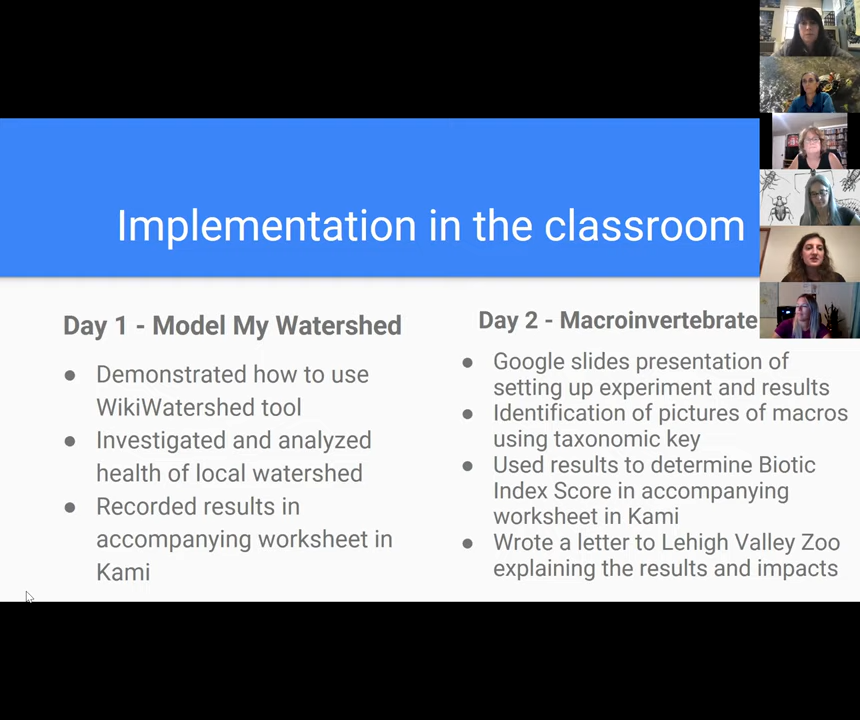 Implementation in the classroom
Day 1 - Model My Watershed
● Demonstrated how to use
WikiWatershed tool
● Investigated and analyzed
health of local watershed
● Recorded results in
accompanying worksheet in
Kami
Day 2 - Macroinvertebrate
● Google slides presentation of
setting up experiment and results
● Identification of pictures of macros
using taxonomic key
● Used results to determine Biotic
Index Score in accompanying
worksheet in Kami
● Wrote a letter to Lehigh Valley Zoo
explaining the results and impacts